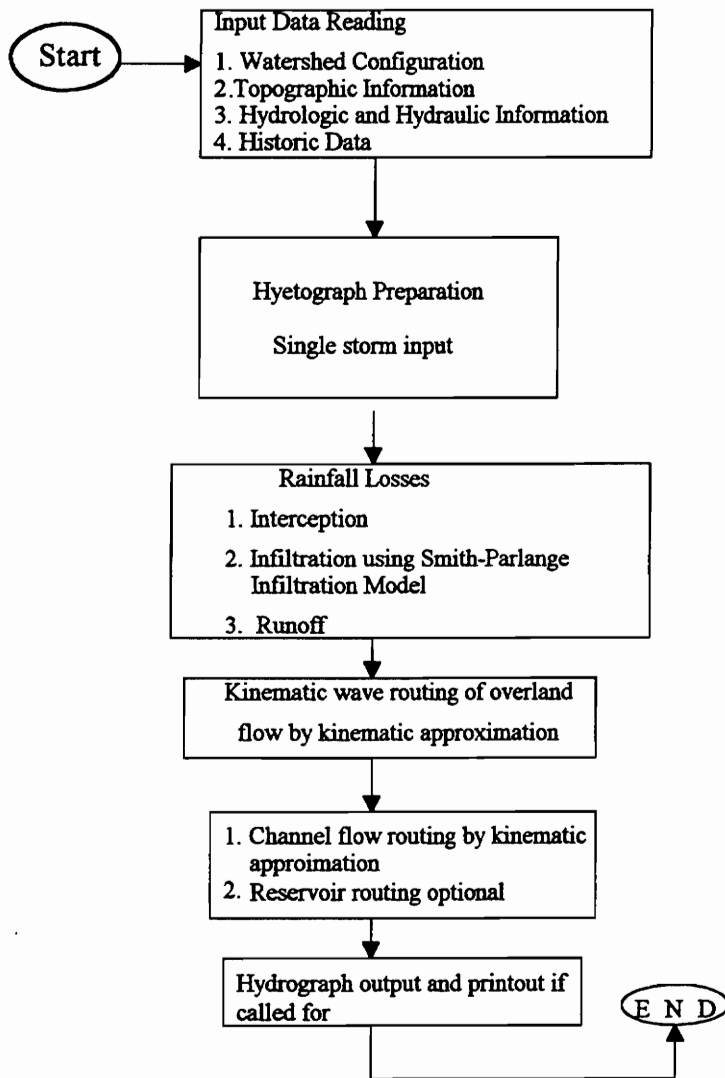 Start
Input Data Reading
1. Watershed Configuration
2.Topographic Information
3. Hydrologic and Hydraulic Information
4. Historic Data
Hyetograph Preparation
Single storm input
Rainfall Losses
1. Interception
2. Infiltration using Smith-Parlange
Infiltration Model
3. Runoff
Kinematic wave routing of overland
flow by kinematic approximation
1. Channel flow routing by kinematic
approimation
2. Reservoir routing optional
Hydrograph output and printout if
called for
E N D